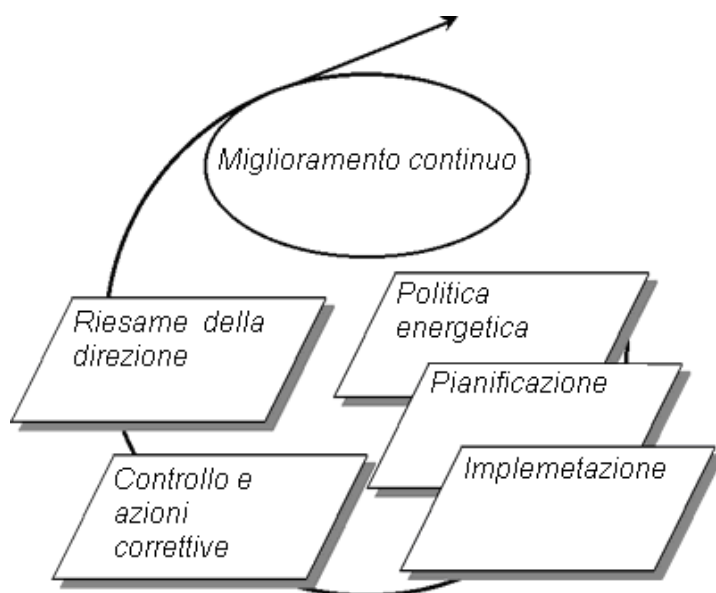 Miglioramento continuo
Politica
energetica
Pianificazione
Implemetazione
Controllo e
azioni
correttive
Riesame della
direzione